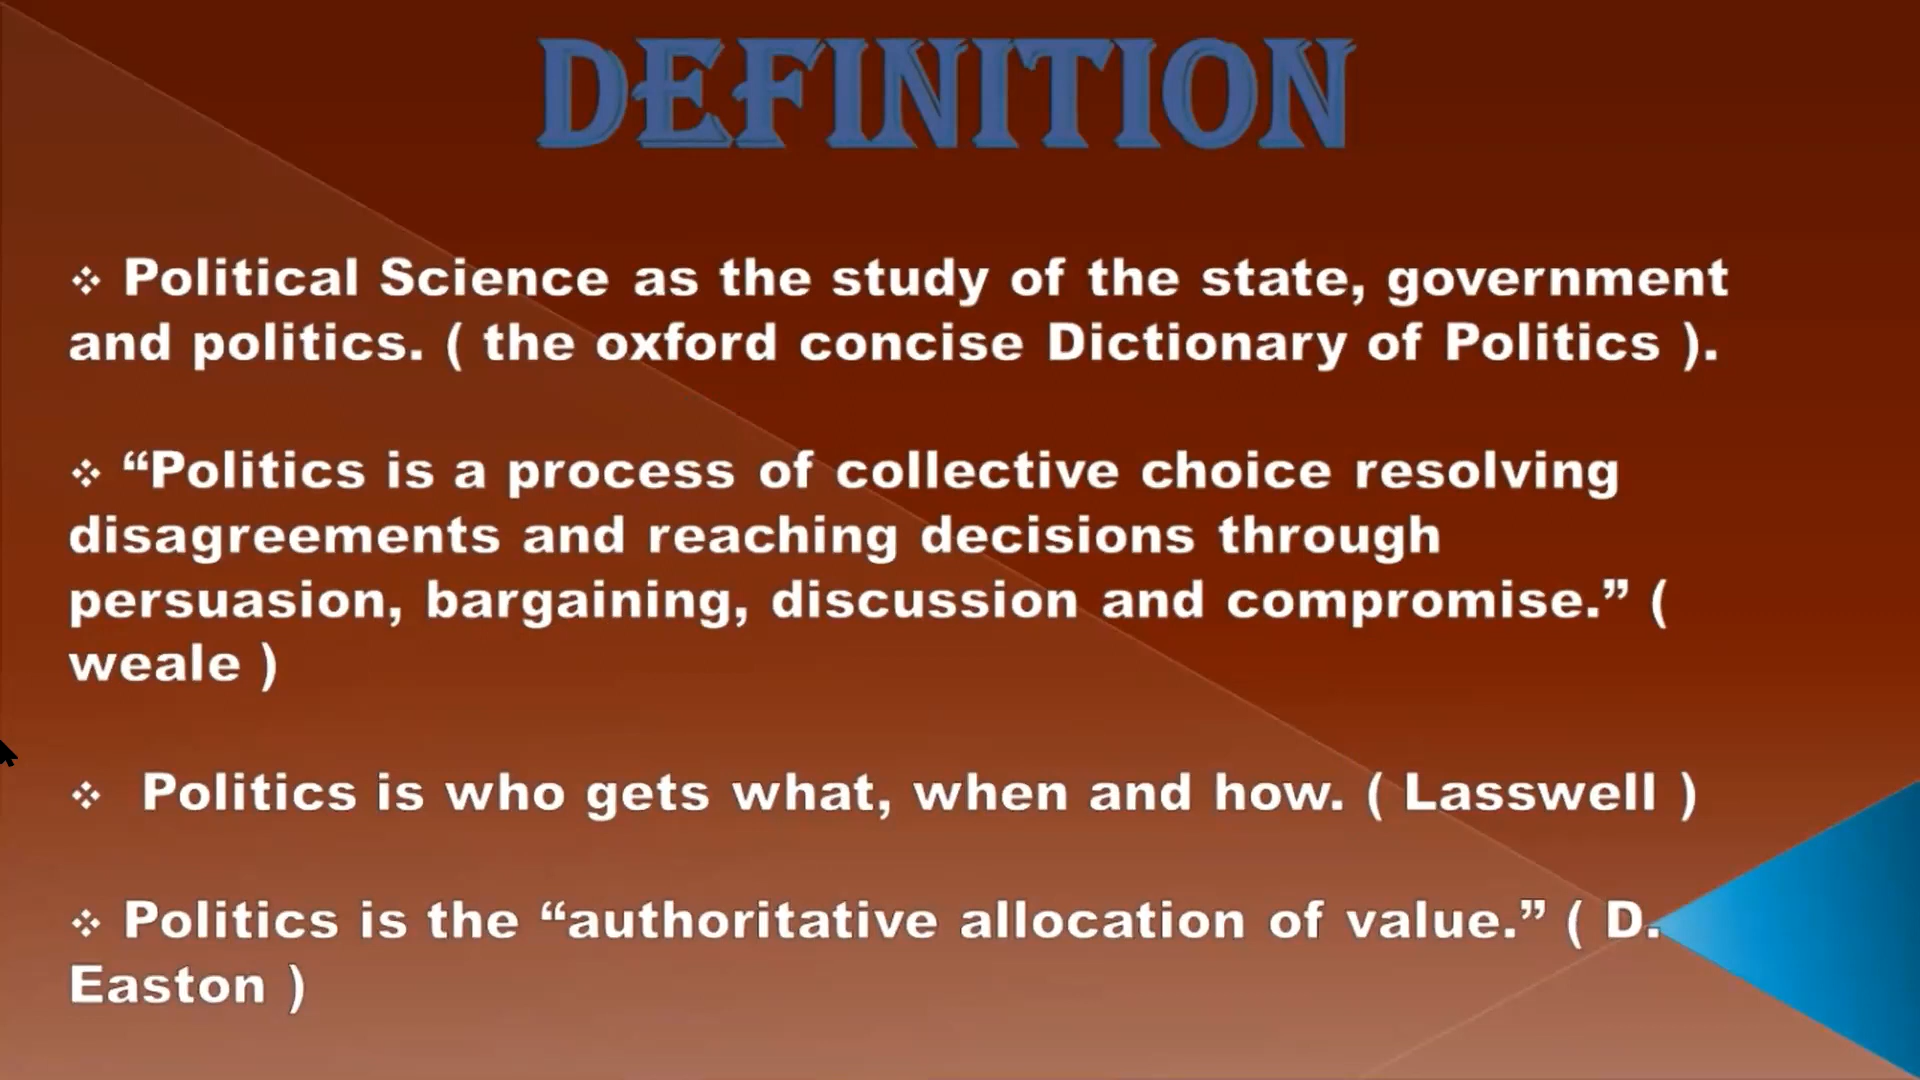 DEFINITION
❖ Political Science as the study of the state, government
and politics. ( the oxford concise Dictionary of Politics ).
❖ “Politics is a process of collective choice resolving
disagreements and reaching decisions through
persuasion, bargaining, discussion and compromise.” (
weale )
❖ Politics is who gets what, when and how. ( Lasswell )
❖ Politics is the “authoritative allocation of value.” ( D.
Easton )